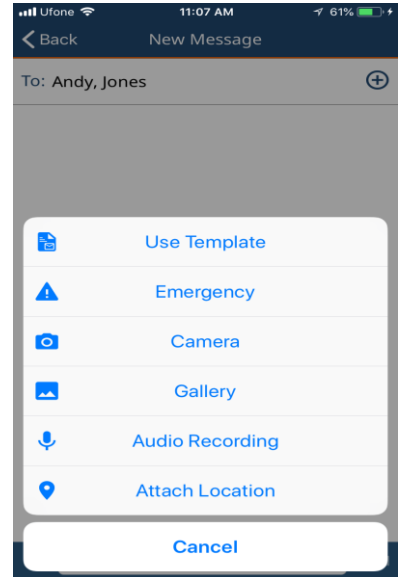 Ufone 11:07 AM 61%
Back New Message
To: Andy, Jones
Use Template
Emergency
Camera
Gallery
Audio Recording
Attach Location
Cancel